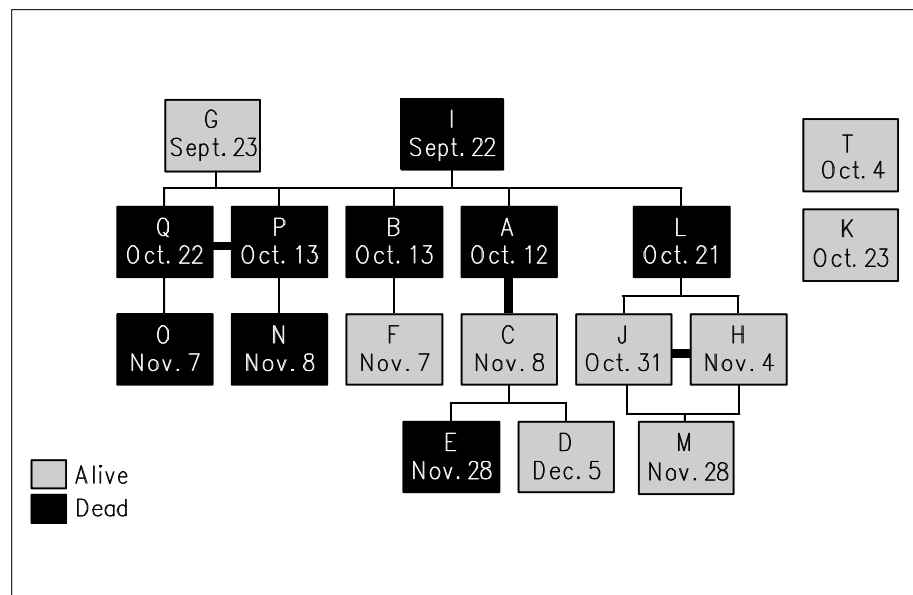 G
Sept. 23
I
Sept. 22
T
Oct. 4
Q
Oct. 22
P
Oct. 13
B
Oct. 13
A
Oct. 12
L
Oct. 21
K
Oct. 23
O
Nov. 7
N
Nov. 8
F
Nov. 7
C
Nov. 8
J
Oct. 31
H
Nov. 4
E
Nov. 28
D
Dec. 5
M
Nov. 28
Alive
Dead